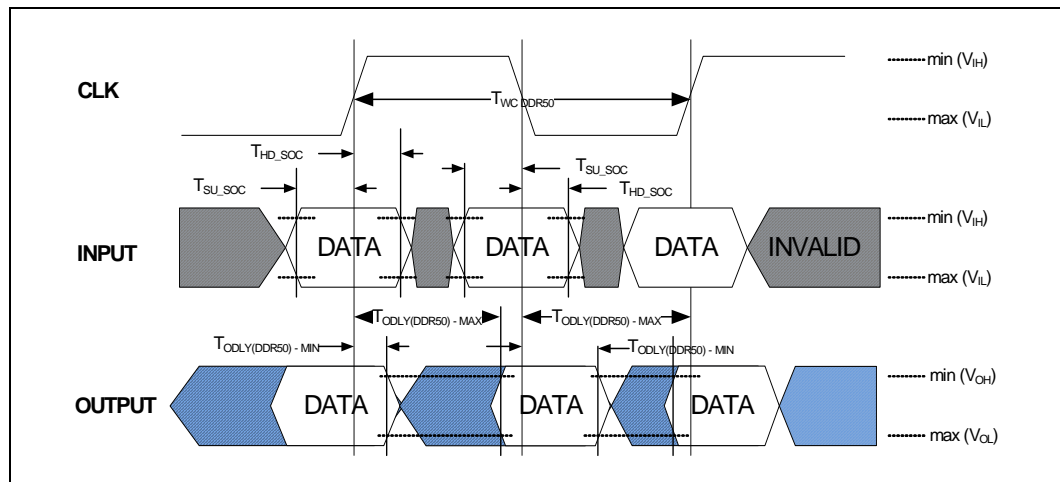 CLK
min (VIH)
TWC DDR50
max (VIL)
THD_SOC
TSU_SOC
TSU_SOC
THD_SOC
INPUT
DATA
DATA
DATA
INVALID
min (VIH)
max (VIL)
TODLY(DDR50) - MAX
TODLY(DDR50) - MAX
TODLY(DDR50) - MIN
TODLY(DDR50) - MIN
OUTPUT
DATA
DATA
DATA
min (VOH)
max (VOL)